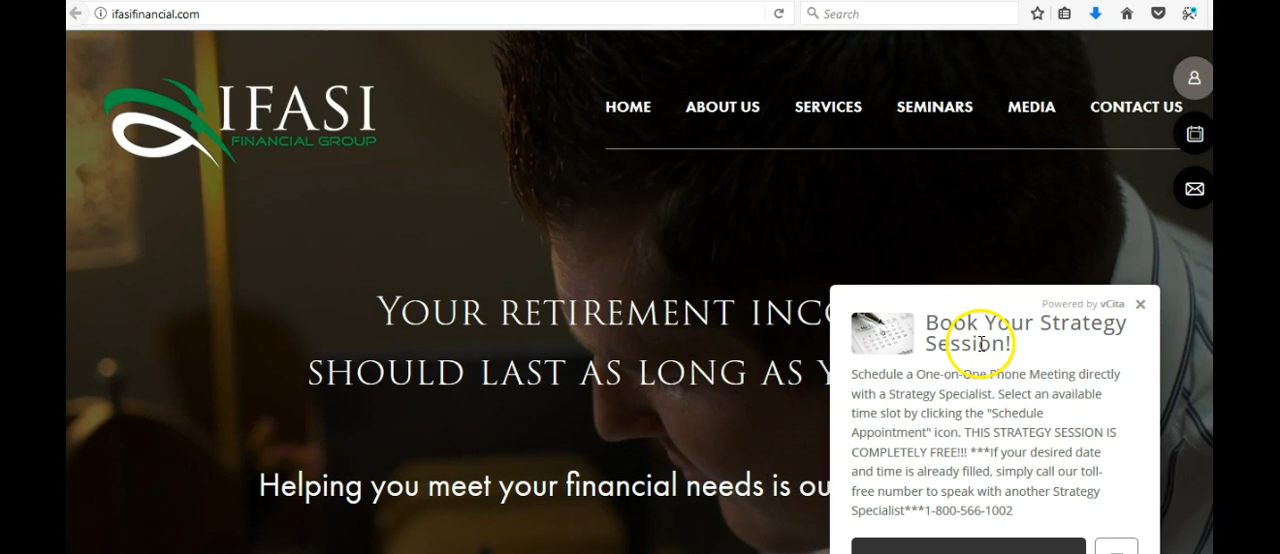 ifasifinancial.com
Search
IFASI
FINANCIAL GROUP
HOME ABOUT US SERVICES SEMINARS MEDIA CONTACT US
YOUR RETIREMENT
SHOULD LAST AS LONG AS
Helping you meet your financial needs is
Powered by vCita
Book Your Strategy
Session!
Schedule a One-on-One Phone Meeting directly
with a Strategy Specialist. Select an available
time slot by clicking the "Schedule
Appointment" icon. THIS STRATEGY SESSION IS
COMPLETELY FREE!!! ***If your desired date
and time is already filled, simply call our toll-
free number to speak with another Strategy
Specialist***1-800-566-1002